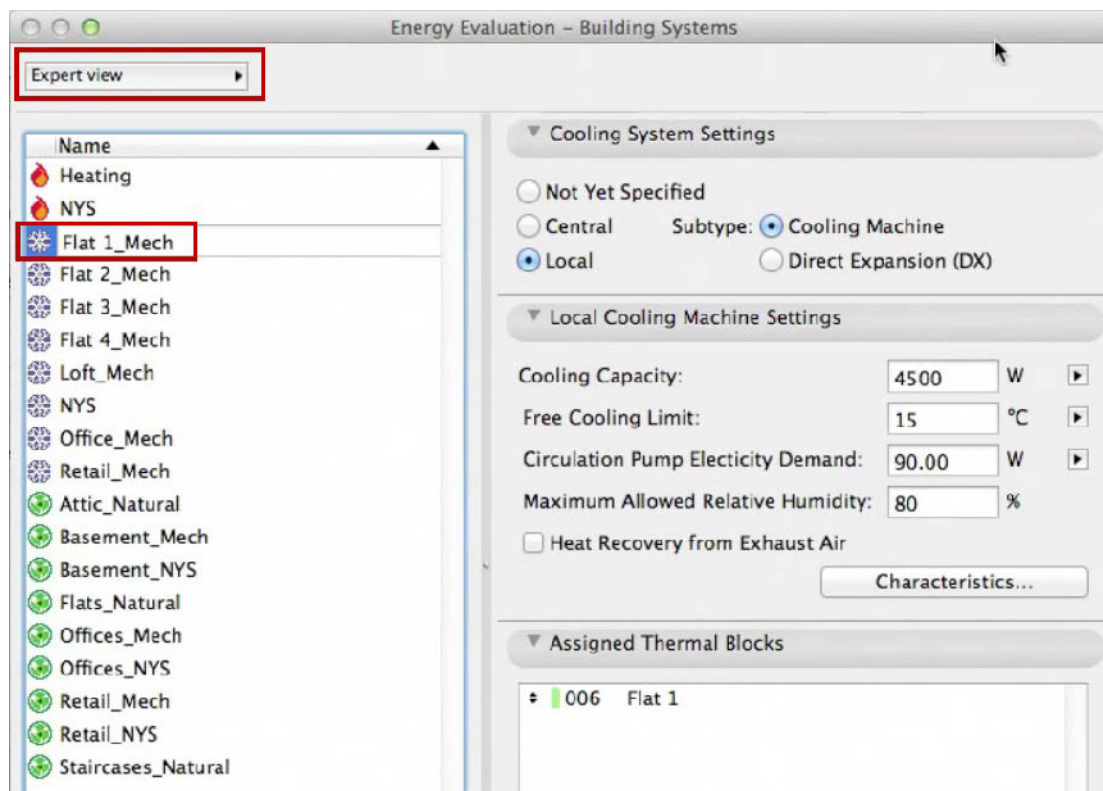 Energy Evaluation – Building Systems
Expert view
Name
Heating
NYS
Flat 1_Mech
Flat 2_Mech
Flat 3_Mech
Flat 4_Mech
Loft_Mech
NYS
Office_Mech
Retail_Mech
Attic_Natural
Basement_Mech
Basement_NYS
Flats_Natural
Offices_Mech
Offices_NYS
Retail_Mech
Retail_NYS
Staircases_Natural
Cooling System Settings
Not Yet Specified
Central Subtype: Cooling Machine
Local Direct Expansion (DX)
Local Cooling Machine Settings
Cooling Capacity: 4500 W
Free Cooling Limit: 15 °C
Circulation Pump Electicity Demand: 90.00 W
Maximum Allowed Relative Humidity: 80 %
Heat Recovery from Exhaust Air
Characteristics...
Assigned Thermal Blocks
006 Flat 1